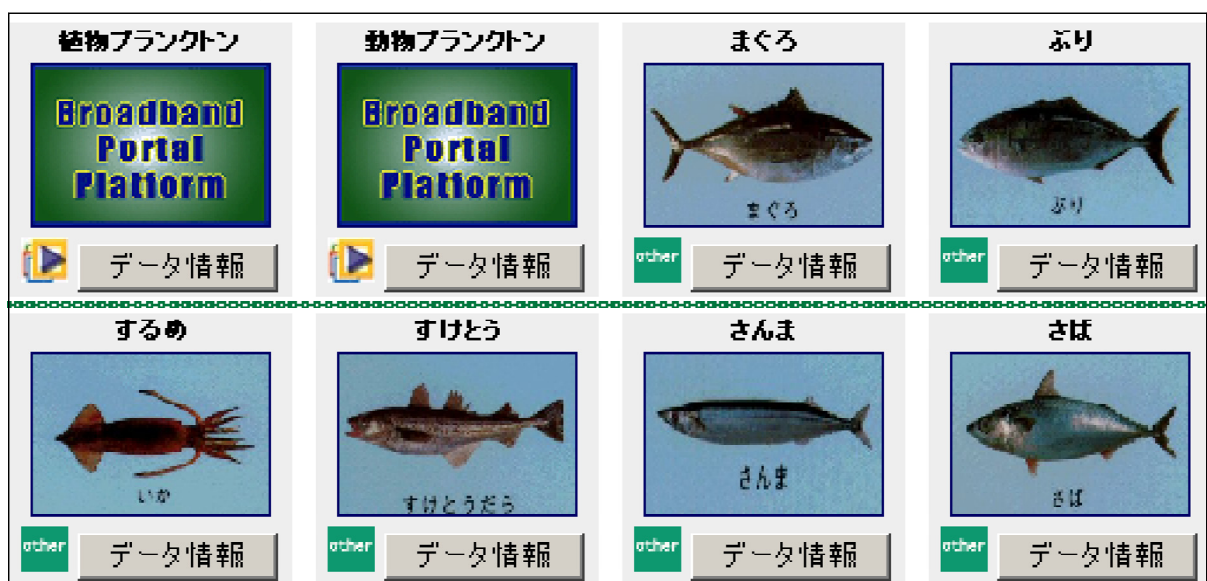 植物プランクトン
動物プランクトン
まぐろ
ぶり
Broadband
Portal
Platform
Broadband
Portal
Platform
まぐろ
ぶり
データ情報
データ情報
other
データ情報
other
データ情報
するめ
すけとう
さんま
さば
いか
すけとうだら
さんま
さば
other
データ情報
other
データ情報
other
データ情報
other
データ情報